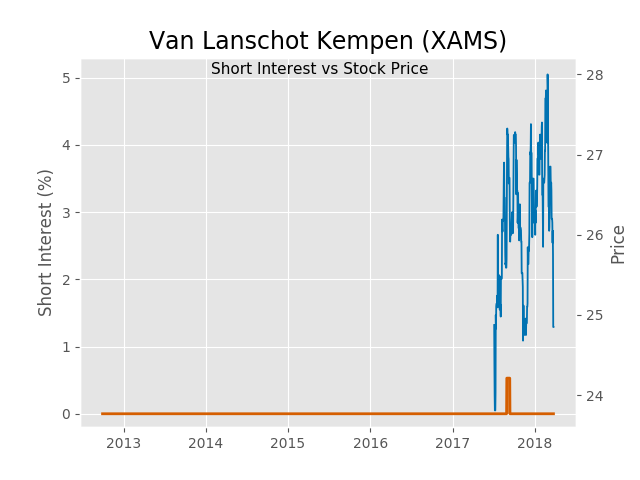 Van Lanschot Kempen (XAMS)
Short Interest vs Stock Price
Short Interest (%)
5
4
3
2
1
0
28
27
26
25
24
Price
2013 2014 2015 2016 2017 2018